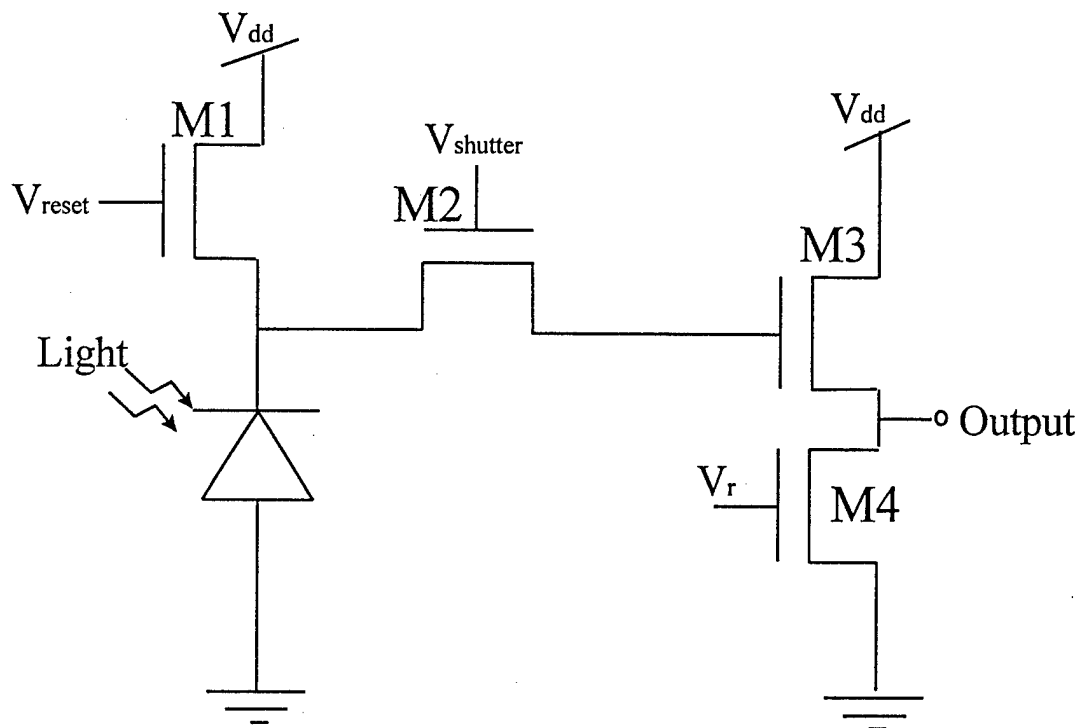 Vdd
M1
Vreset
Vshutter
M2
Vdd
M3
Light
Output
Vr
M4